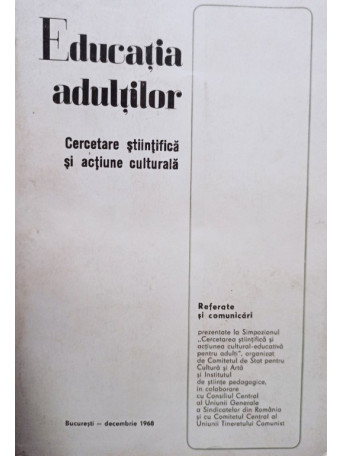 Educația
adulților
Cercetare științifică
și acțiune culturală
Referate
și comunicări
prezentate la Simpozionul
„Cercetarea științifică și
acțiunea cultural-educativă
pentru adulți”, organizat
de Comitetul de Stat pentru
Cultură și Artă
și Institutul
de științe pedagogice,
în colaborare
cu Consiliul Central
al Uniunii Generale
a Sindicatelor din România
și cu Comitetul Central al
Uniunii Tineretului Comunist
București – decembrie 1968